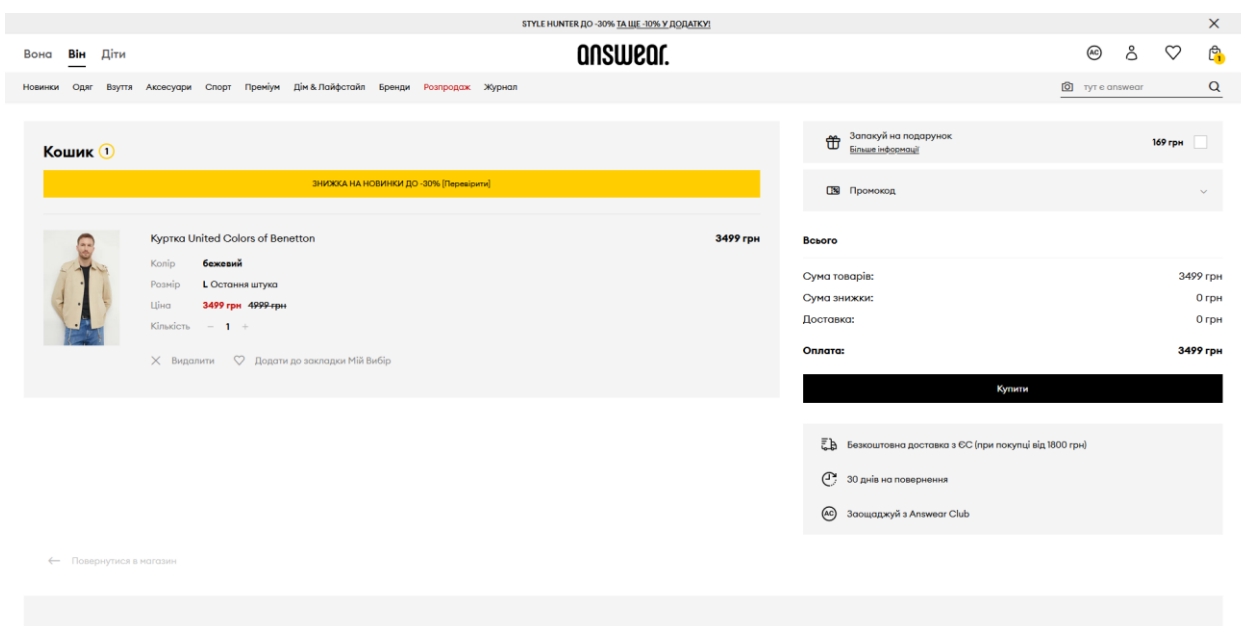 STYLE HUNTER ДО -30% ТА ЩЕ -10% У ДОДАТКУ!
Вона Він Діти
answear.
AC
1
Новинки Одяг Взуття Аксесуари Спорт Преміум Дім & Лайфстайл Бренди Розпродаж Журнал
тут є answear
Кошик 1
ЗНИЖКА НА НОВИНКИ ДО -30% [Перевірити]
Куртка United Colors of Benetton 3499 грн
Колір бежевий
Розмір L Остання штука
Ціна 3499 грн 4999 грн
Кількість − 1 +
Видалити Додати до закладки Мій Вибір
Запакуй на подарунок 169 грн
Більше інформації
Промокод
Всього
Сума товарів: 3499 грн
Сума знижки: 0 грн
Доставка: 0 грн
Оплата: 3499 грн
Купити
Безкоштовна доставка з ЄС (при покупці від 1800 грн)
30 днів на повернення
AC Заощаджуй з Answear Club
← Повернутися в магазин